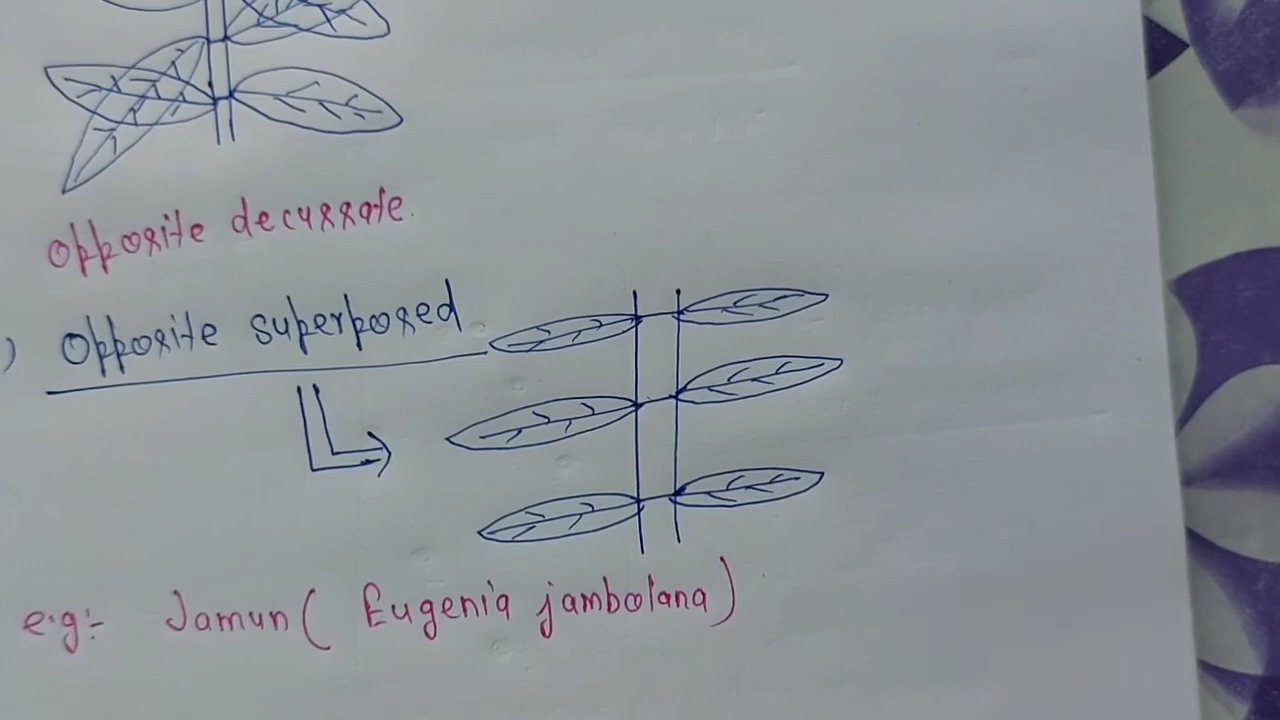 opposite decussate.
) Opposite superposed
e.g:- Jamun ( Eugenia jambolana )